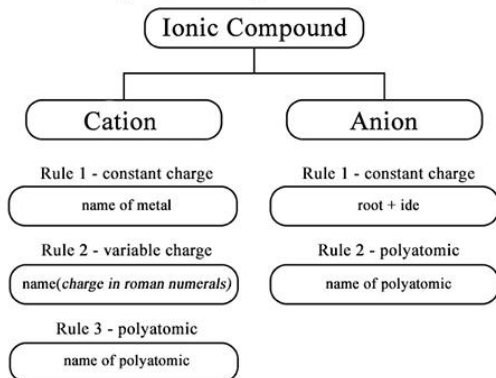 Ionic Compound
Cation
Anion
Rule 1 - constant charge
name of metal
Rule 2 - variable charge
name(charge in roman numerals)
Rule 3 - polyatomic
name of polyatomic
Rule 1 - constant charge
root + ide
Rule 2 - polyatomic
name of polyatomic